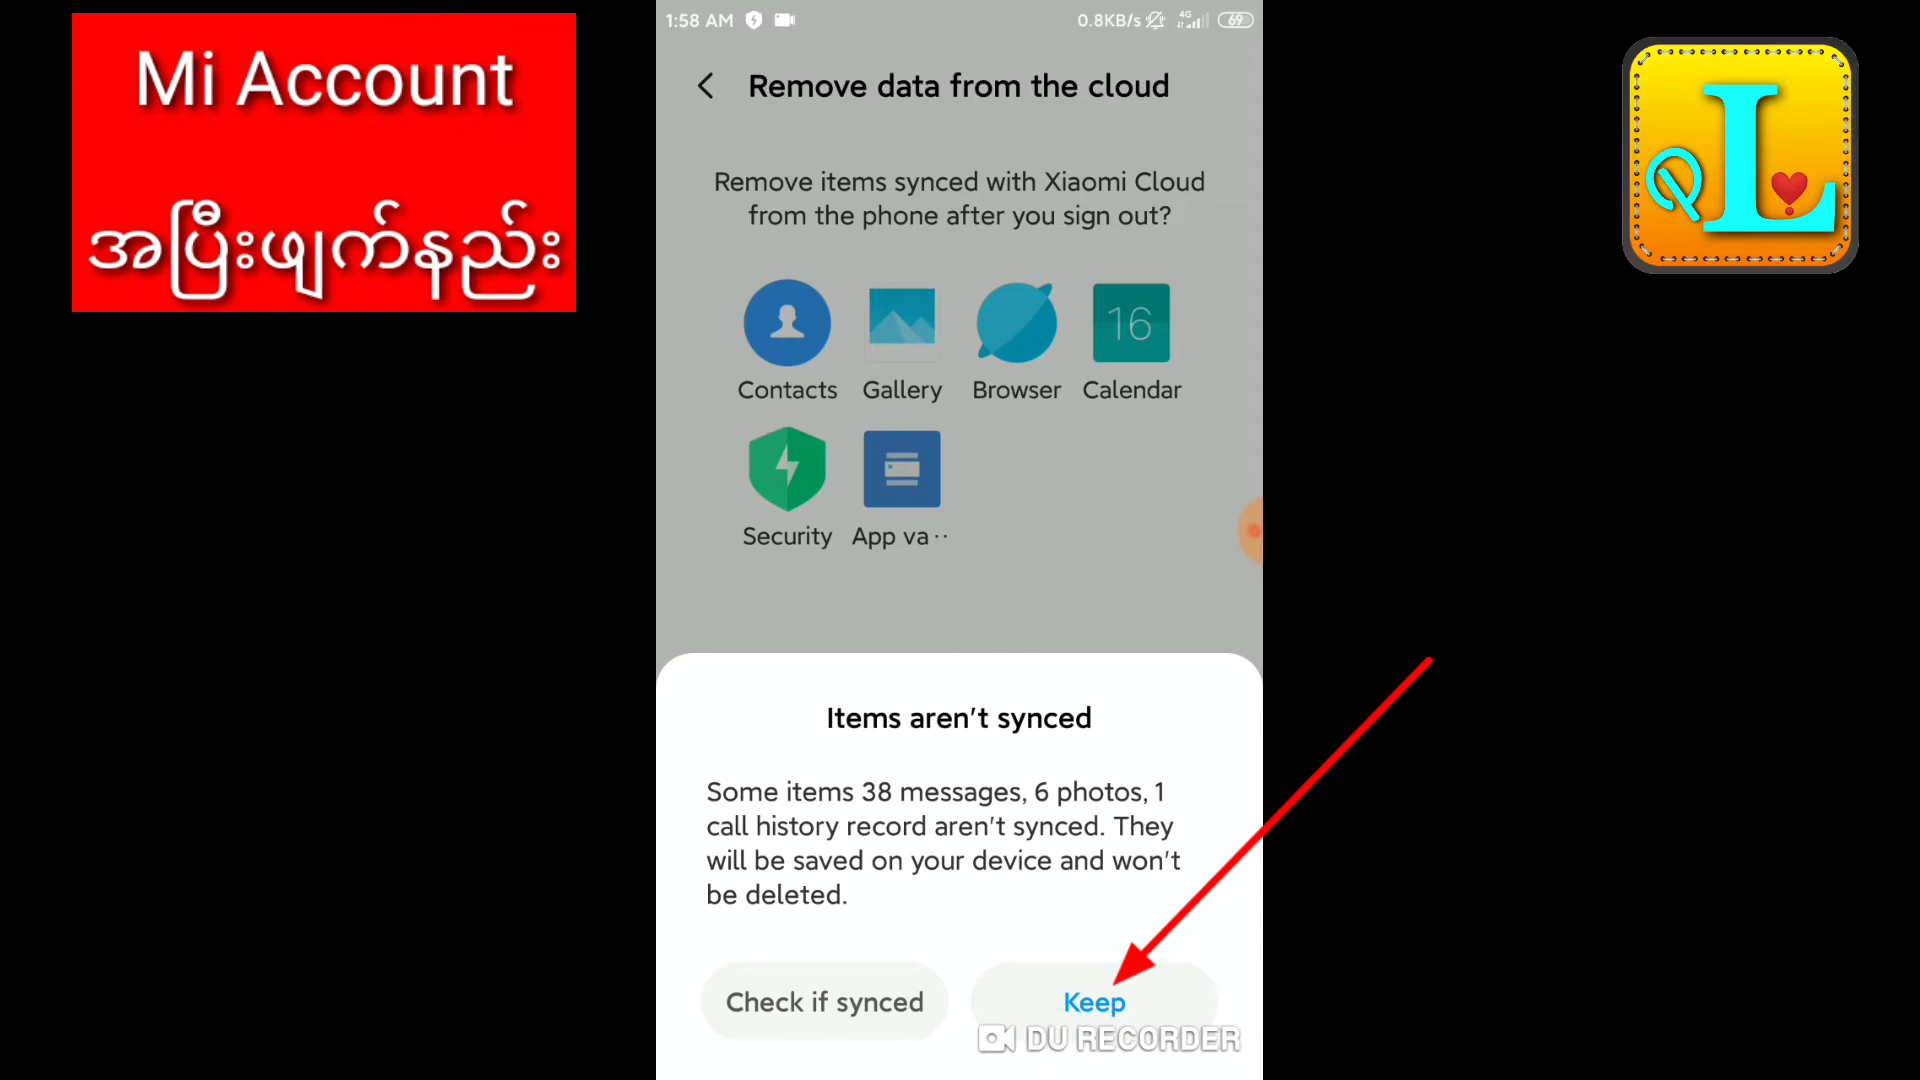 Mi Account
အပြီးဖျက်နည်း
1:58 AM
0.8KB/s
4G
69
Remove data from the cloud
Remove items synced with Xiaomi Cloud
from the phone after you sign out?
16
Contacts
Gallery
Browser
Calendar
Security
App va··
Items aren't synced
Some items 38 messages, 6 photos, 1
call history record aren't synced. They
will be saved on your device and won't
be deleted.
Check if synced
Keep
DU RECORDER
QL